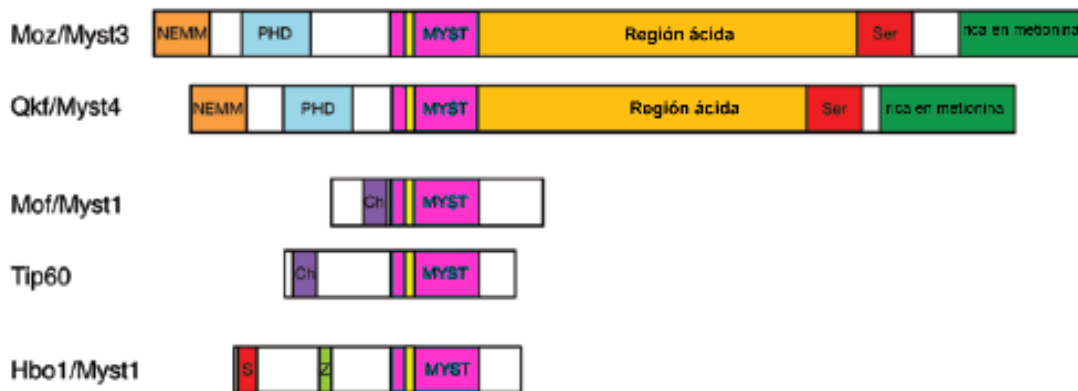 Moz/Myst3 NEMM PHD MYST Región ácida Ser rica en metionina
Qkf/Myst4 NEMM PHD MYST Región ácida Ser rica en metionina
Mof/Myst1 Ch MYST
Tip60 Ch MYST
Hbo1/Myst1 S Z MYST